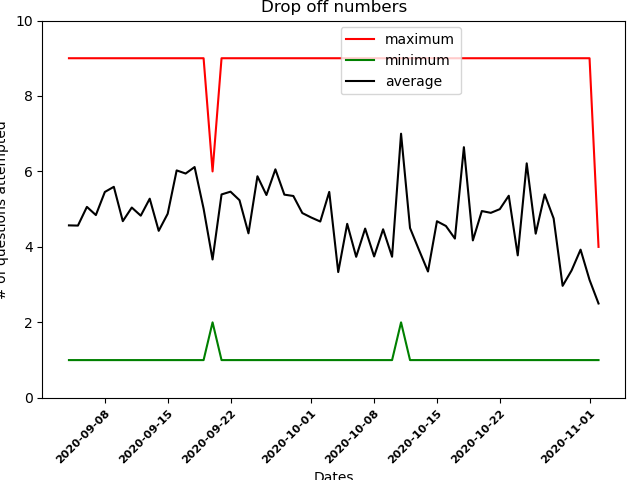 Drop off numbers
maximum
minimum
average
# of questions attempted
10
8
6
4
2
0
2020-09-08
2020-09-15
2020-09-22
2020-10-01
2020-10-08
2020-10-15
2020-10-22
2020-11-01
Dates